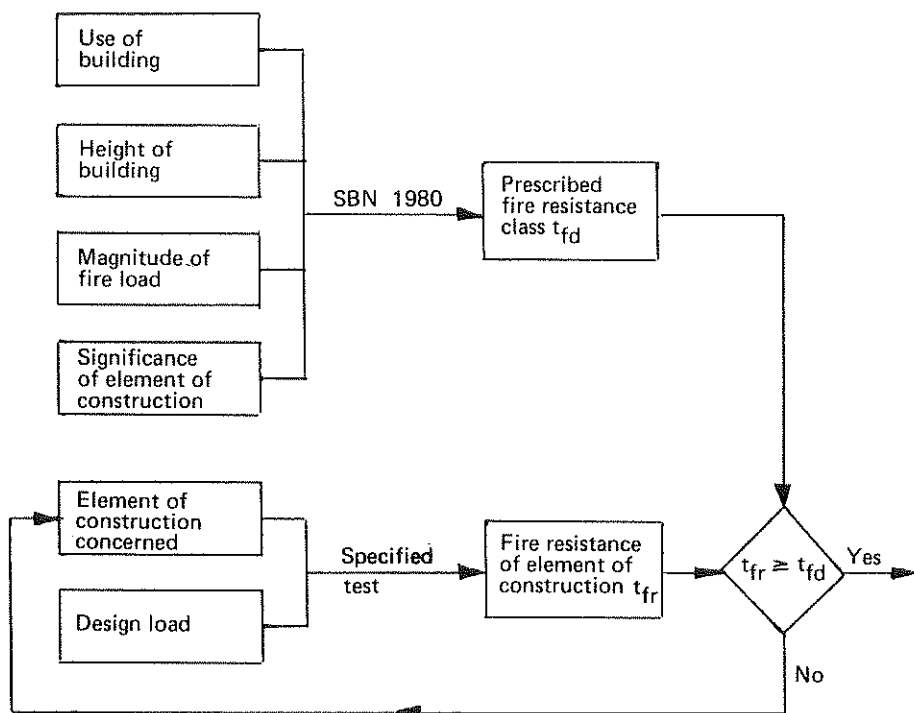 Use of
building
Height of
building
Magnitude of
fire load
Significance
of element of
construction
SBN 1980
Prescribed
fire resistance
class t_fd
Element of
construction
concerned
Design load
Specified
test
Fire resistance
of element of
construction t_fr
t_fr ≥ t_fd
Yes
No